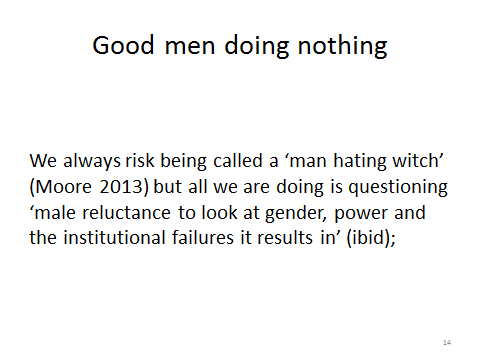 Good men doing nothing
We always risk being called a ‘man hating witch’
(Moore 2013) but all we are doing is questioning
‘male reluctance to look at gender, power and
the institutional failures it results in’ (ibid);
14